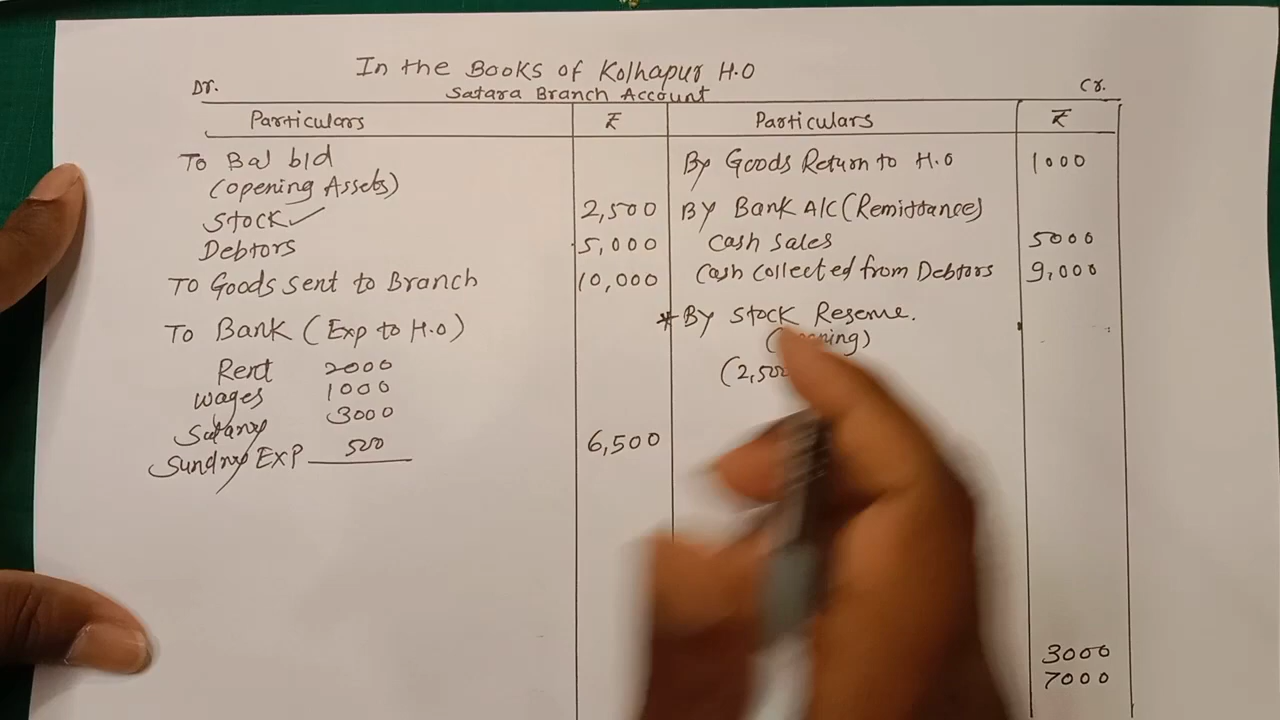 In the Books of Kolhapur H.O
Dr. Satara Branch Account Cr.
Particulars ₹ Particulars ₹
To Bal b/d
(opening Assets)
Stock✓ 2,500
Debtors 5,000
To Goods sent to Branch 10,000
To Bank (Exp to H.O)
Rent 2000
Wages 1000
Salary 3000
Sundry EXP 500 6,500
By Goods Return to H.O 1000
By Bank A/C (Remittances)
Cash sales 5000
Cash collected from Debtors 9,000
* By Stock Reserve.
(2,500
3000
7000